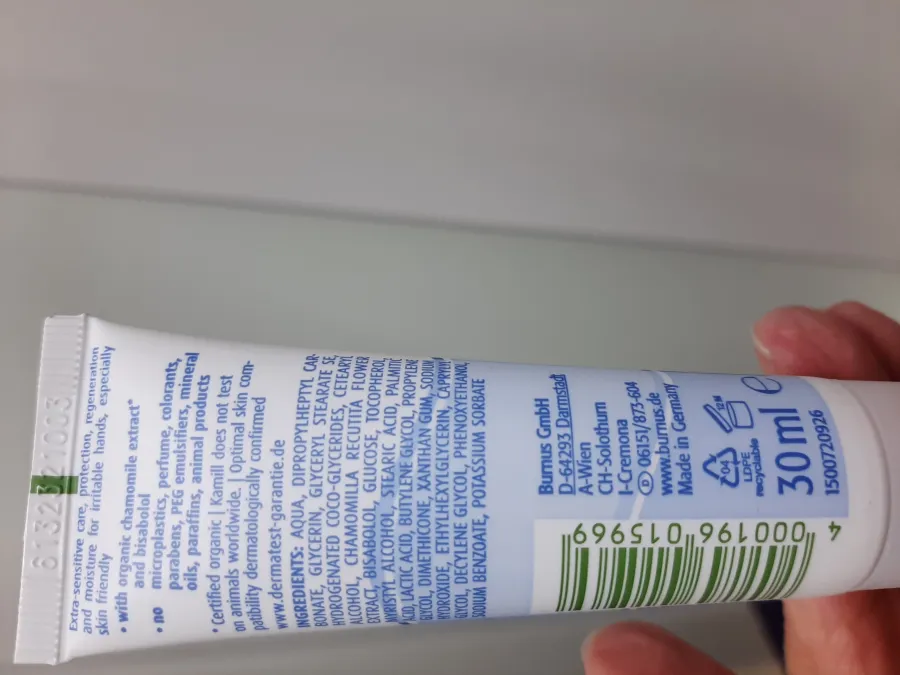 Extra-sensitive care, protection, regeneration
and moisture for irritable hands, especially
skin friendly
• with organic chamomile extract*
and bisabolol
• no microplastics, perfume, colorants,
parabens, PEG emulsifiers, mineral
oils, paraffins, animal products
* Certified organic | Kamill does not test
on animals worldwide. | Optimal skin com-
patability dermatologically confirmed
www.dermatest-garantie.de
INGREDIENTS: AQUA, DIPROPYLHEPTYL CAR-
BONATE, GLYCERIN, GLYCERYL STEARATE SE,
HYDROGENATED COCO-GLYCERIDES, CETEARYL
ALCOHOL, CHAMOMILLA RECUTITA FLOWER
EXTRACT, BISABOLOL, GLUCOSE, TOCOPHEROL,
MYRISTYL ALCOHOL, STEARIC ACID, PALMITIC
ACID, LACTIC ACID, BUTYLENE GLYCOL, PROPYLENE
GLYCOL, DIMETHICONE, XANTHAN GUM, SODIUM
HYDROXIDE, ETHYLHEXYLGLYCERIN, CAPRYLYL
GLYCOL, DECYLENE GLYCOL, PHENOXYETHANOL,
SODIUM BENZOATE, POTASSIUM SORBATE
Burnus GmbH
D-64293 Darmstadt
A-Wien
CH-Solothurn
I-Cremona
D 06151/873-604
www.burnus.de
Made in Germany
04
LDPE
recyclable
12 M
30 ml ℮
1500720926
4 000196 015969